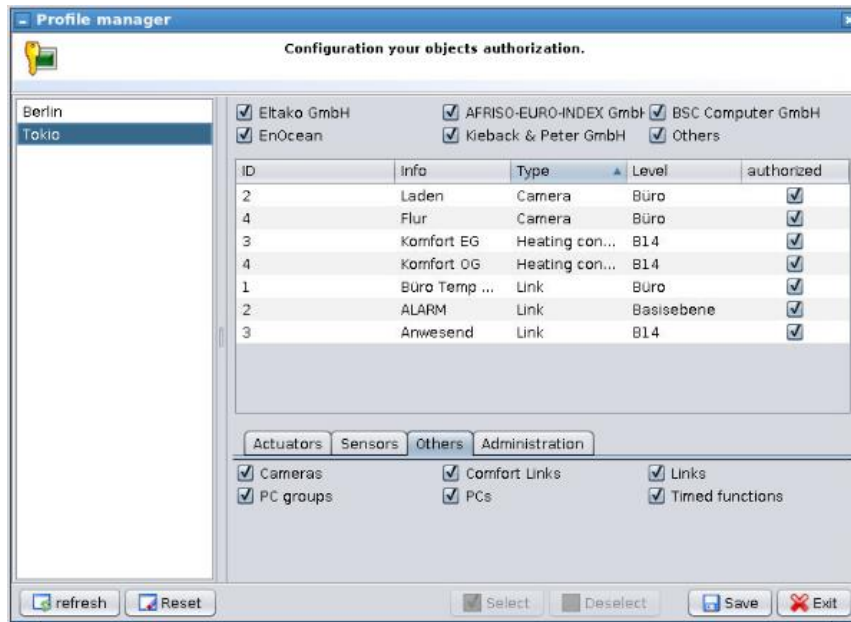 Profile manager
Configuration your objects authorization.
Berlin
Tokio
Eltako GmbH AFRISO-EURO-INDEX GmbH BSC Computer GmbH
EnOcean Kieback & Peter GmbH Others
ID Info Type Level authorized
2 Laden Camera Büro
4 Flur Camera Büro
3 Komfort EG Heating con... B14
4 Komfort OG Heating con... B14
1 Büro Temp ... Link Büro
2 ALARM Link Basisebene
3 Anwesend Link B14
Actuators Sensors Others Administration
Cameras Comfort Links Links
PC groups PCs Timed functions
refresh Reset Select Deselect Save Exit